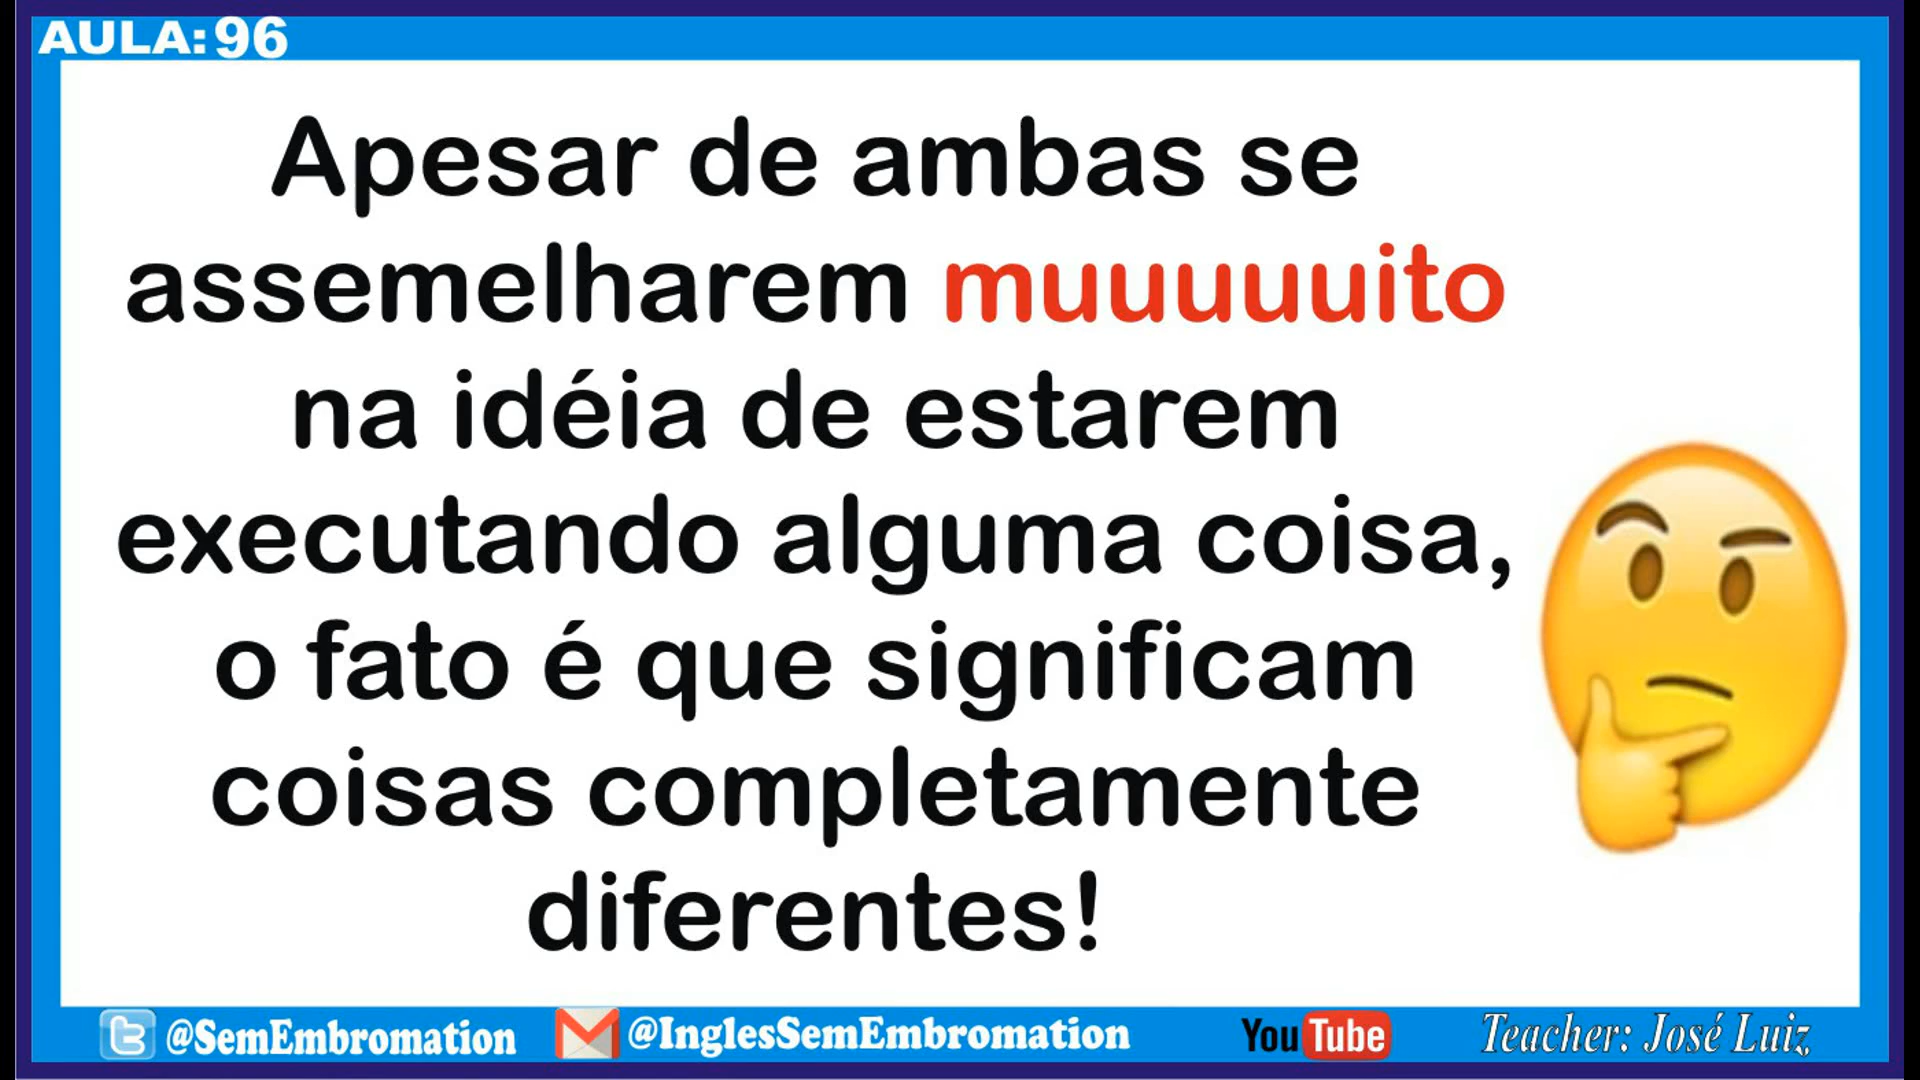 AULA: 96
Apesar de ambas se
assemelharem muuuuuuito
na idéia de estarem
executando alguma coisa,
o fato é que significam
coisas completamente
diferentes!
@SemEmbromation @InglesSemEmbromation YouTube Teacher: José Luiz